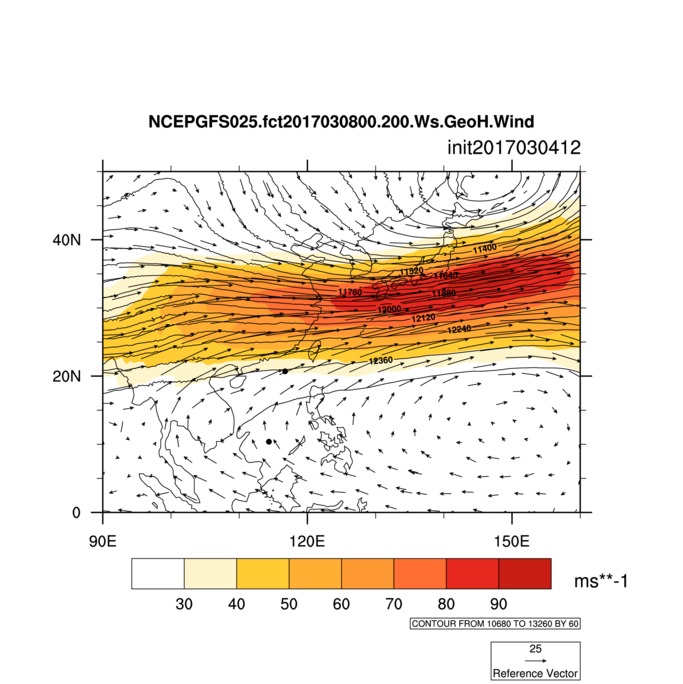 NCEPGFS025.fct2017030800.200.Ws.GeoH.Wind
init2017030412
40N
20N
0
11400
11520
11640
11760
11880
12000
12120
12240
12360
90E 120E 150E
30 40 50 60 70 80 90
ms**-1
CONTOUR FROM 10680 TO 13260 BY 60
25
Reference Vector